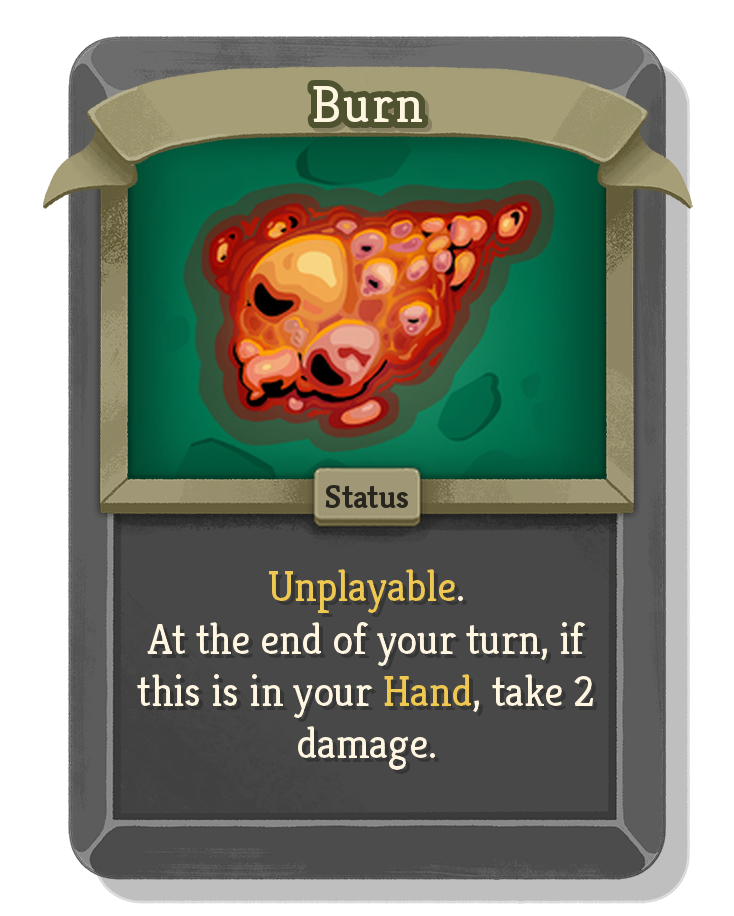 Burn
Status
Unplayable.
At the end of your turn, if
this is in your Hand, take 2
damage.